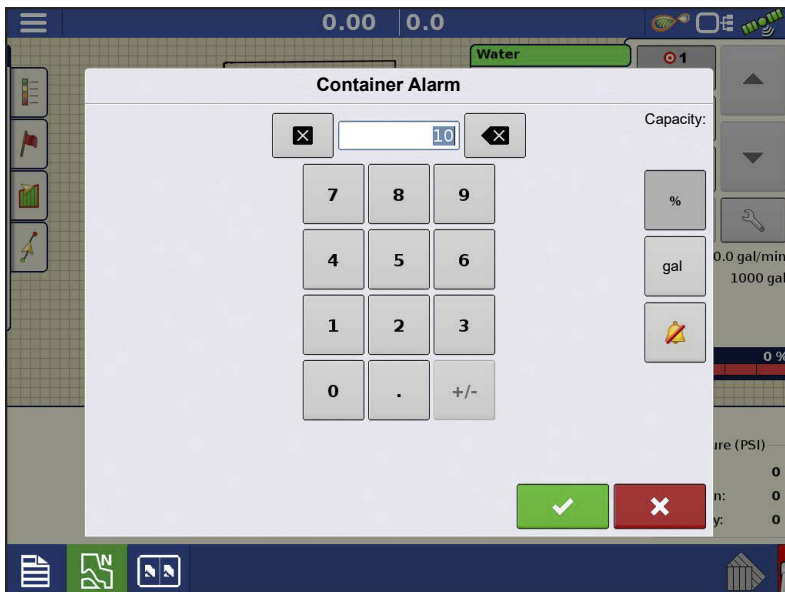 0.00 0.0
Water
1
Container Alarm
10
Capacity:
7 8 9
%
4 5 6
gal
0.0 gal/min
1000 gal
1 2 3
0 %
0 . +/-
ure (PSI)
0
n: 0
y: 0
N